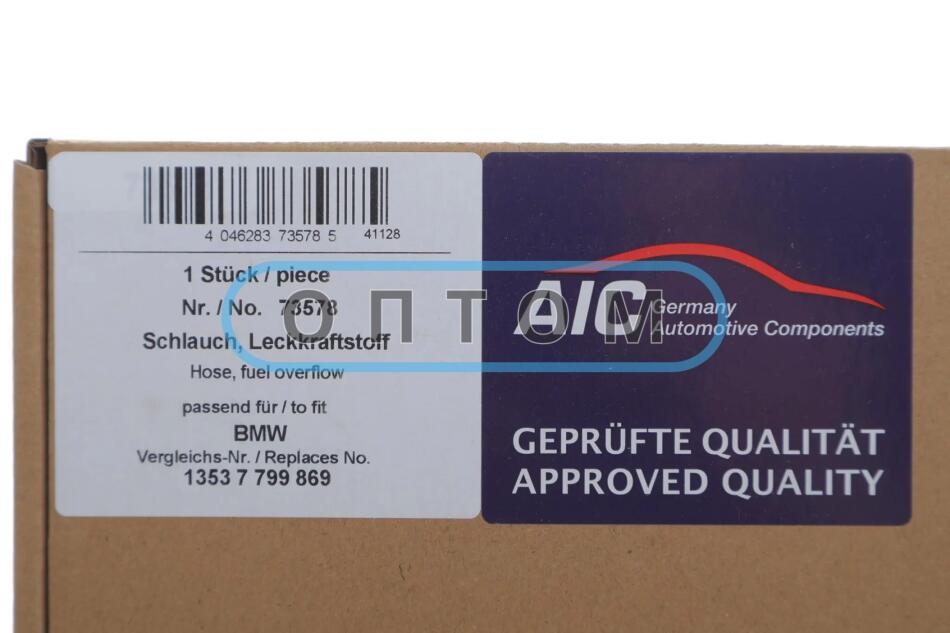 4 046283 73578 5 41128
1 Stück / piece
Nr. / No. 73578
Schlauch, Leckkraftstoff
Hose, fuel overflow
passend für / to fit
BMW
Vergleichs-Nr. / Replaces No.
1353 7 799 869
AIC Germany
Automotive Components
GEPRÜFTE QUALITÄT
APPROVED QUALITY
ОПТОМ